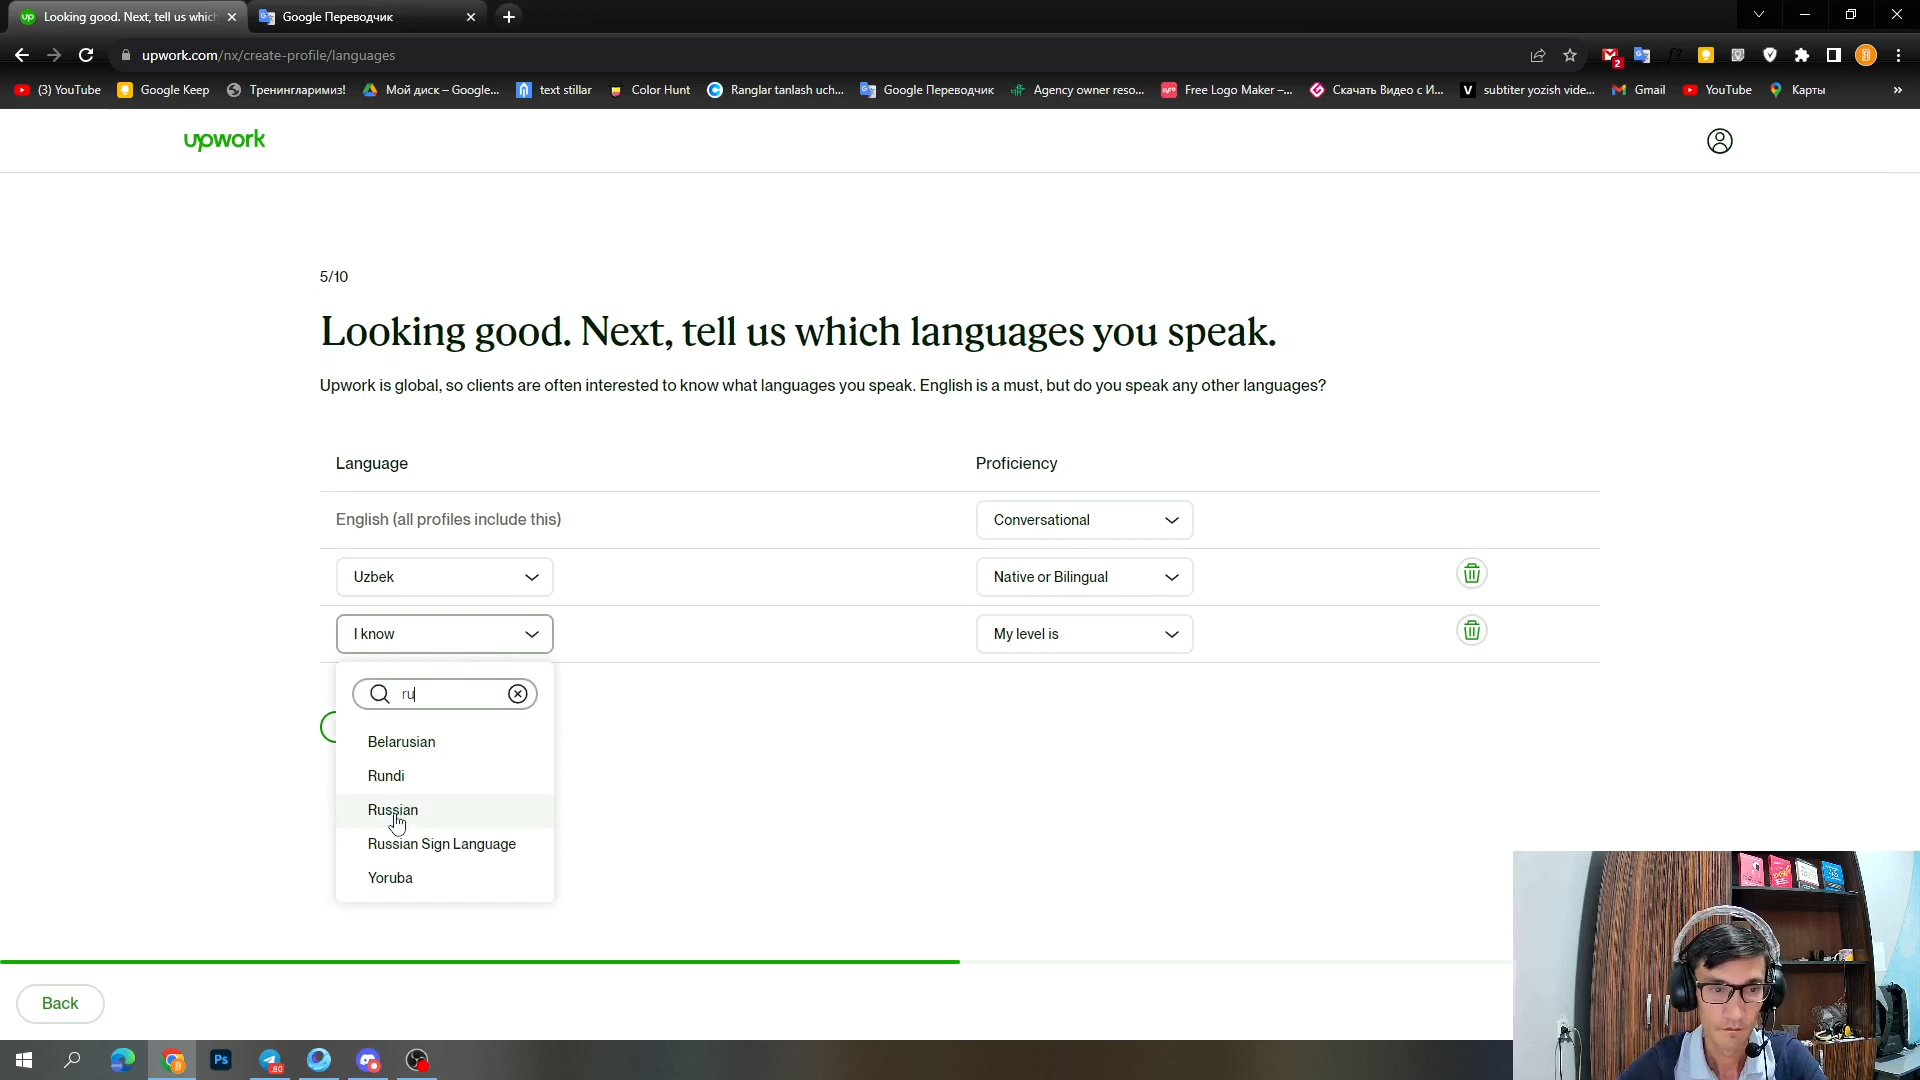 Looking good. Next, tell us which
Google Переводчик
upwork.com/nx/create-profile/languages
2
(3) YouTube
Google Keep
Тренингларимиз!
Мой диск – Google...
text stillar
Color Hunt
Ranglar tanlash uch...
Google Переводчик
Agency owner reso...
Free Logo Maker –...
Скачать Видео с И...
subtiter yozish vide...
Gmail
YouTube
Карты
upwork
5/10
Looking good. Next, tell us which languages you speak.
Upwork is global, so clients are often interested to know what languages you speak. English is a must, but do you speak any other languages?
Language
Proficiency
English (all profiles include this)
Conversational
Uzbek
Native or Bilingual
I know
My level is
ru
Belarusian
Rundi
Russian
Russian Sign Language
Yoruba
Back
Ps
80